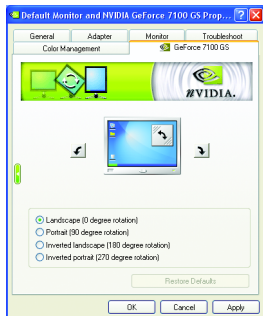 Default Monitor and NVIDIA GeForce 7100 GS Prop...
General Adapter Monitor Troubleshoot
Color Management GeForce 7100 GS
NVIDIA.
Landscape (0 degree rotation)
Portrait (90 degree rotation)
Inverted landscape (180 degree rotation)
Inverted portrait (270 degree rotation)
Restore Defaults
OK Cancel Apply